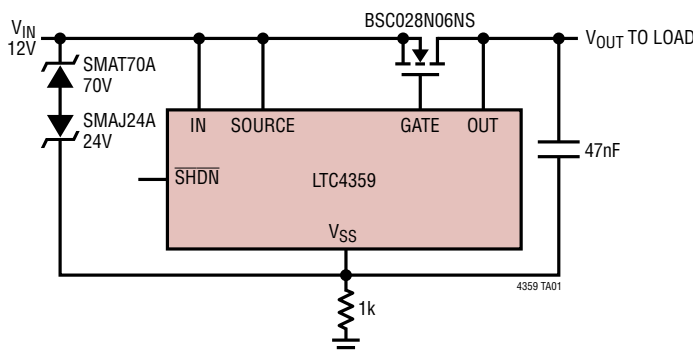 BSC028N06NS
VIN
12V
VOUT TO LOAD
SMAT70A
70V
SMAJ24A
24V
IN SOURCE GATE OUT
47nF
SHDN
LTC4359
VSS
4359 TA01
1k